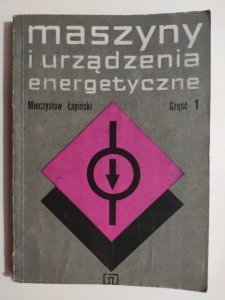 maszyny
i urządzenia
energetyczne
Mieczysław Łapiński Część 1